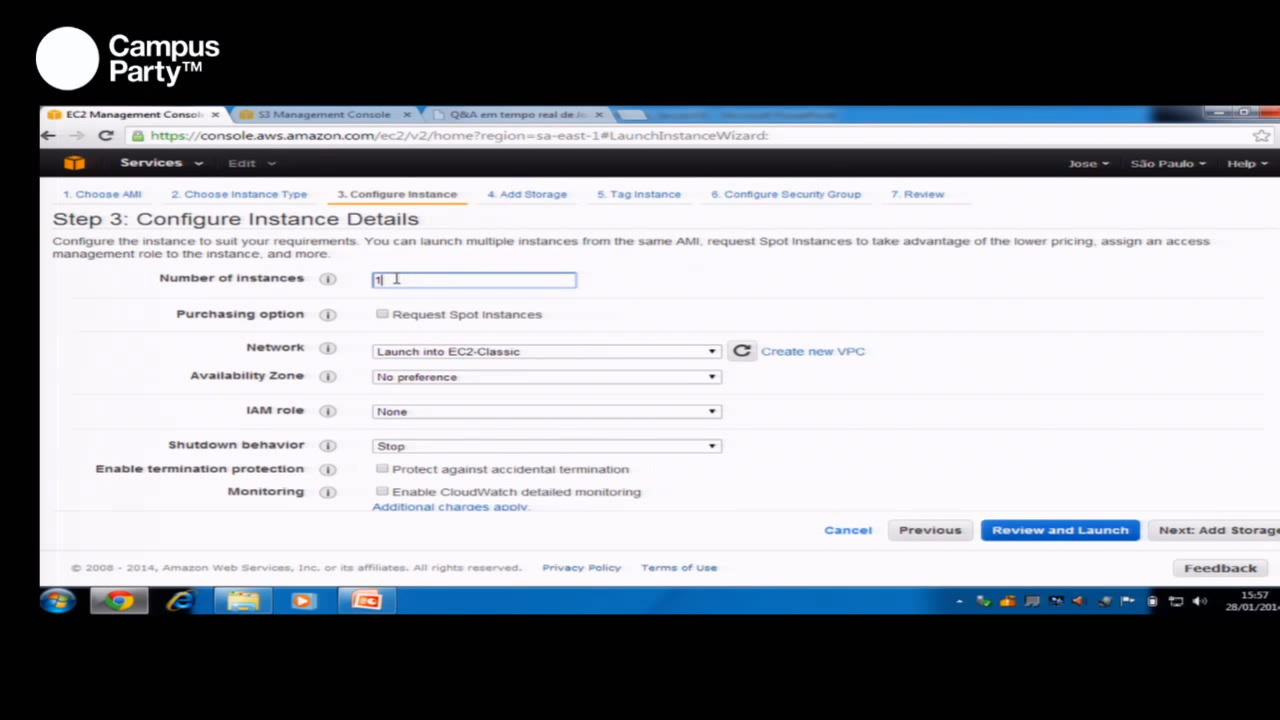 Campus
Party™
EC2 Management Consol
S3 Management Console
Q&A em tempo real de J
https://console.aws.amazon.com/ec2/v2/home?region=sa-east-1#LaunchInstanceWizard:
Services Edit Jose São Paulo Help
1. Choose AMI 2. Choose Instance Type 3. Configure Instance 4. Add Storage 5. Tag Instance 6. Configure Security Group 7. Review
Step 3: Configure Instance Details
Configure the instance to suit your requirements. You can launch multiple instances from the same AMI, request Spot Instances to take advantage of the lower pricing, assign an access
management role to the instance, and more.
Number of instances 1
Purchasing option Request Spot Instances
Network Launch into EC2-Classic Create new VPC
Availability Zone No preference
IAM role None
Shutdown behavior Stop
Enable termination protection Protect against accidental termination
Monitoring Enable CloudWatch detailed monitoring
Additional charges apply.
Cancel Previous Review and Launch Next: Add Storage
© 2008 - 2014, Amazon Web Services, Inc. or its affiliates. All rights reserved. Privacy Policy Terms of Use Feedback
15:57
28/01/2014